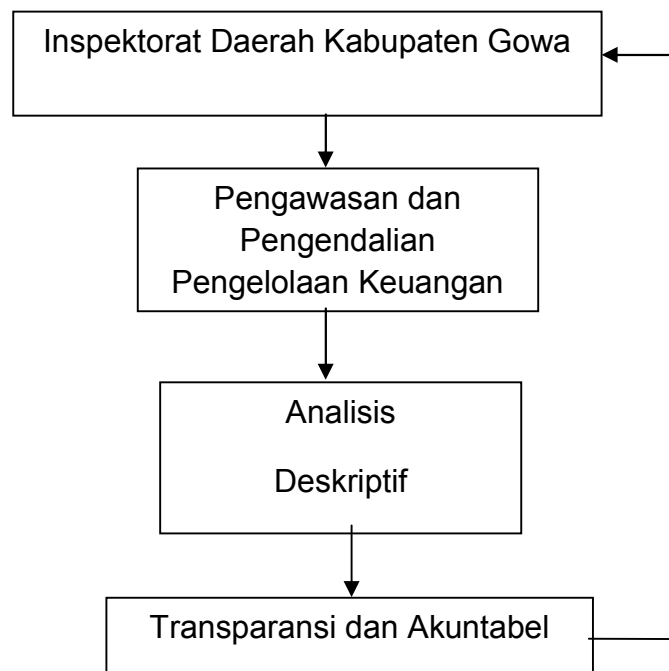 Inspektorat Daerah Kabupaten Gowa
Pengawasan dan
Pengendalian
Pengelolaan Keuangan
Analisis
Deskriptif
Transparansi dan Akuntabel